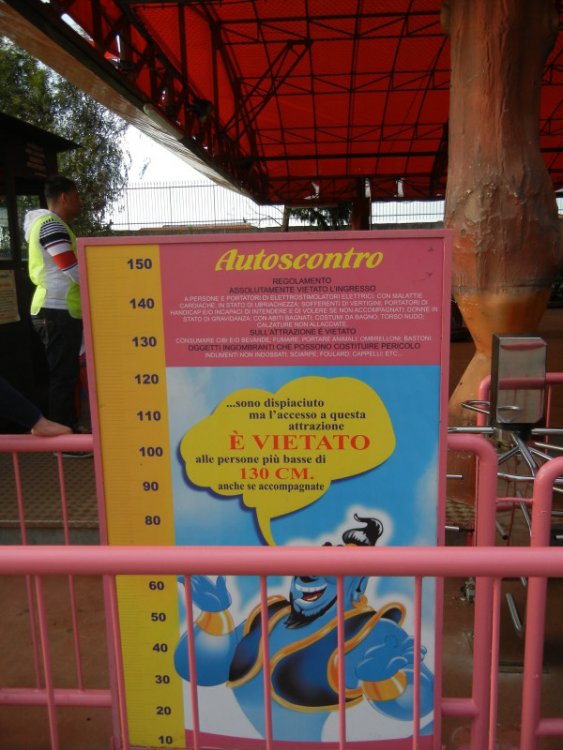 Autoscontro
REGOLAMENTO
ASSOLUTAMENTE VIETATO L'INGRESSO
A PERSONE E PORTATORI DI ELETTROSTIMOLATORI ELETTRICI; CON MALATTIE
CARDIACHE; IN STATO DI UBRIACHEZZA; SOFFERENTI DI VERTIGINI; PORTATORI DI
HANDICAP E/O INCAPACI DI INTENDERE E DI VOLERE SE NON ACCOMPAGNATI; DONNE IN
STATO DI GRAVIDANZA; CON ABITI BAGNATI; COSTUMI DA BAGNO; TORSO NUDO;
CALZATURE NON ALLACCIATE.
SULL'ATTRAZIONE E VIETATO
CONSUMARE CIBI E/O BEVANDE; FUMARE; PORTARE ANIMALI; OMBRELLONI; BASTONI;
OGGETTI INGOMBRANTI CHE POSSONO COSTITUIRE PERICOLO
INDUMENTI NON INDOSSATI; SCIARPE; FOULARD; CAPPELLI; ETC...
...sono dispiaciuto
ma l'accesso a questa
attrazione
È VIETATO
alle persone più basse di
130 CM.
anche se accompagnate
150
140
130
120
110
100
90
80
60
50
40
30
20
10